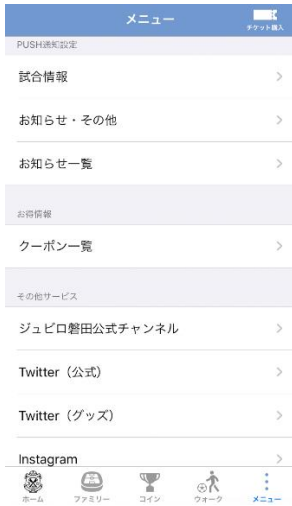 メニュー
チケット購入
PUSH通知設定
試合情報
お知らせ・その他
お知らせ一覧
お得情報
クーポン一覧
その他サービス
ジュビロ磐田公式チャンネル
Twitter（公式）
Twitter（グッズ）
Instagram
ホーム
ファミリー
コイン
ウォーク
メニュー